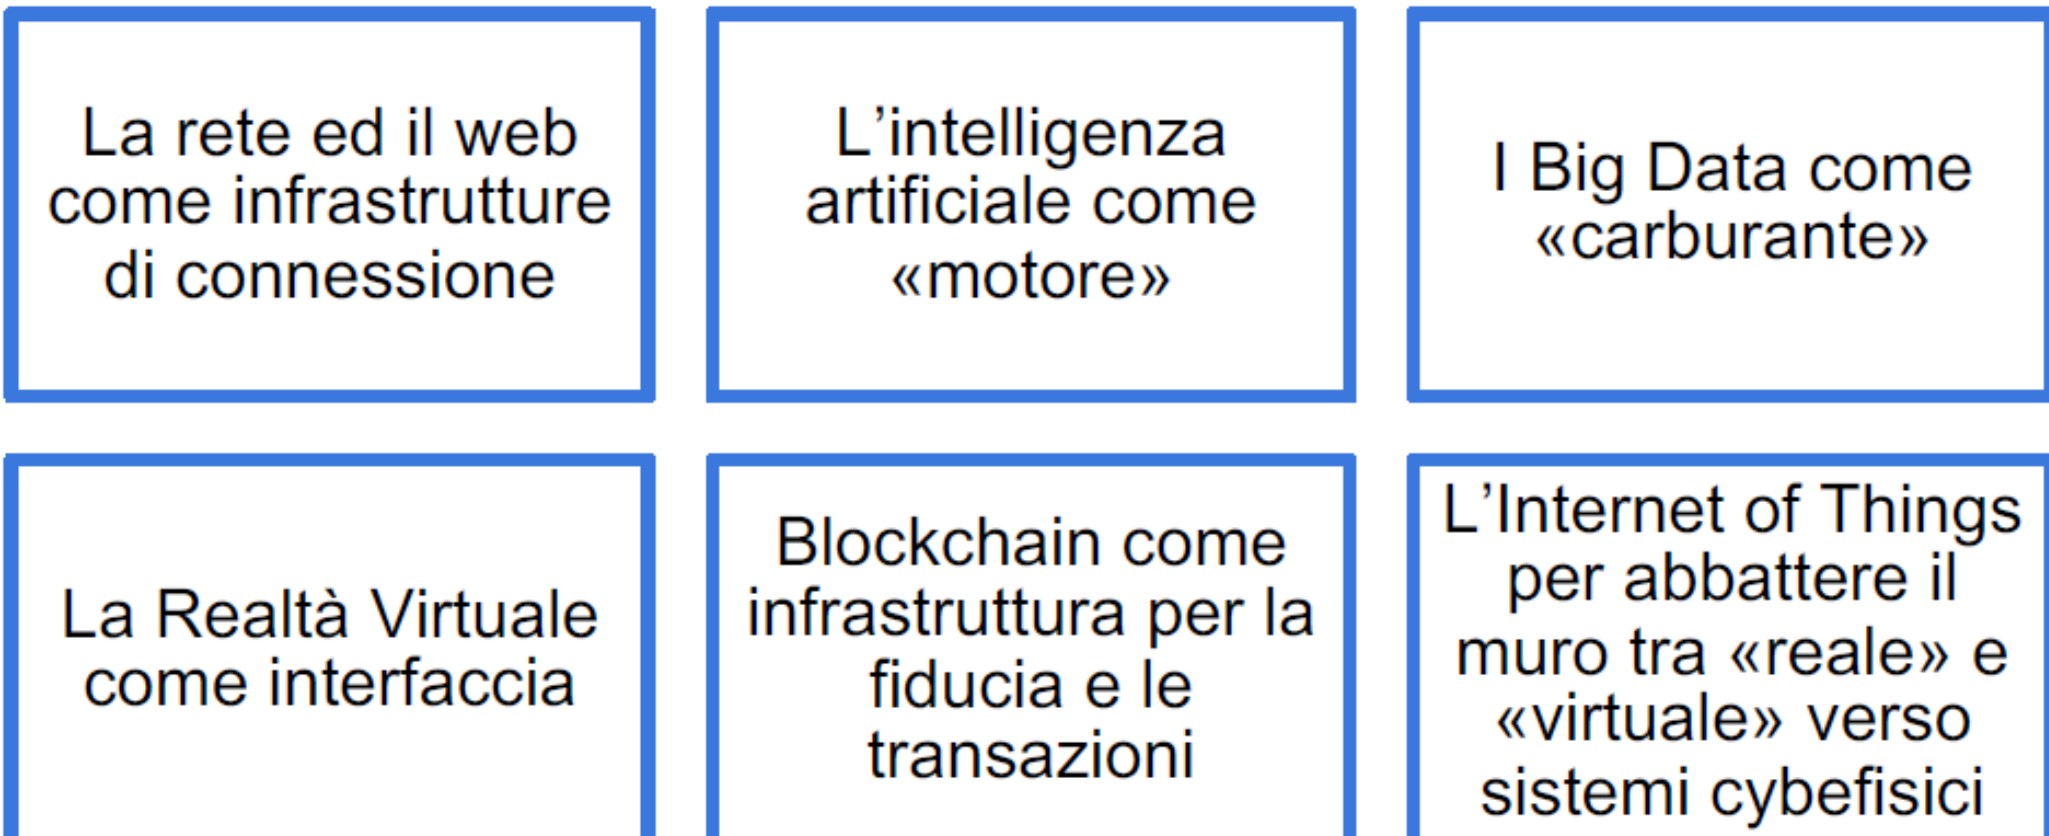 La rete ed il web
come infrastrutture
di connessione
L’intelligenza
artificiale come
«motore»
I Big Data come
«carburante»
La Realtà Virtuale
come interfaccia
Blockchain come
infrastruttura per la
fiducia e le
transazioni
L’Internet of Things
per abbattere il
muro tra «reale» e
«virtuale» verso
sistemi cybefisici